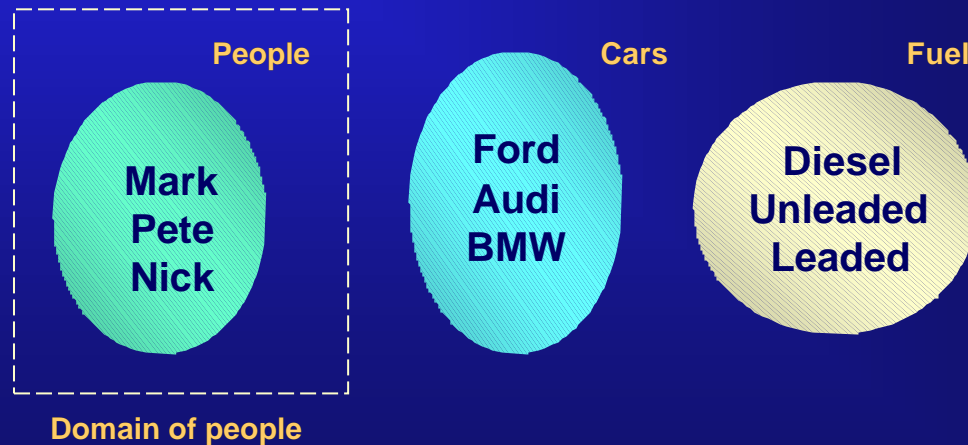 People
Mark
Pete
Nick
Domain of people
Cars
Ford
Audi
BMW
Fuel
Diesel
Unleaded
Leaded